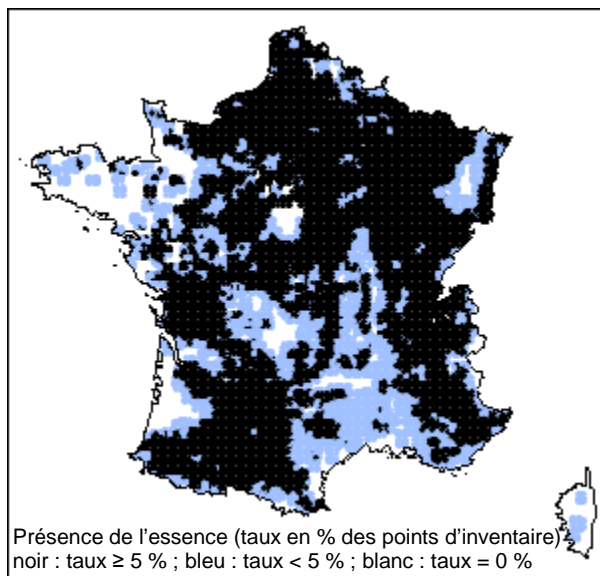 Présence de l’essence (taux en % des points d’inventaire)
noir : taux ≥ 5 % ; bleu : taux < 5 % ; blanc : taux = 0 %